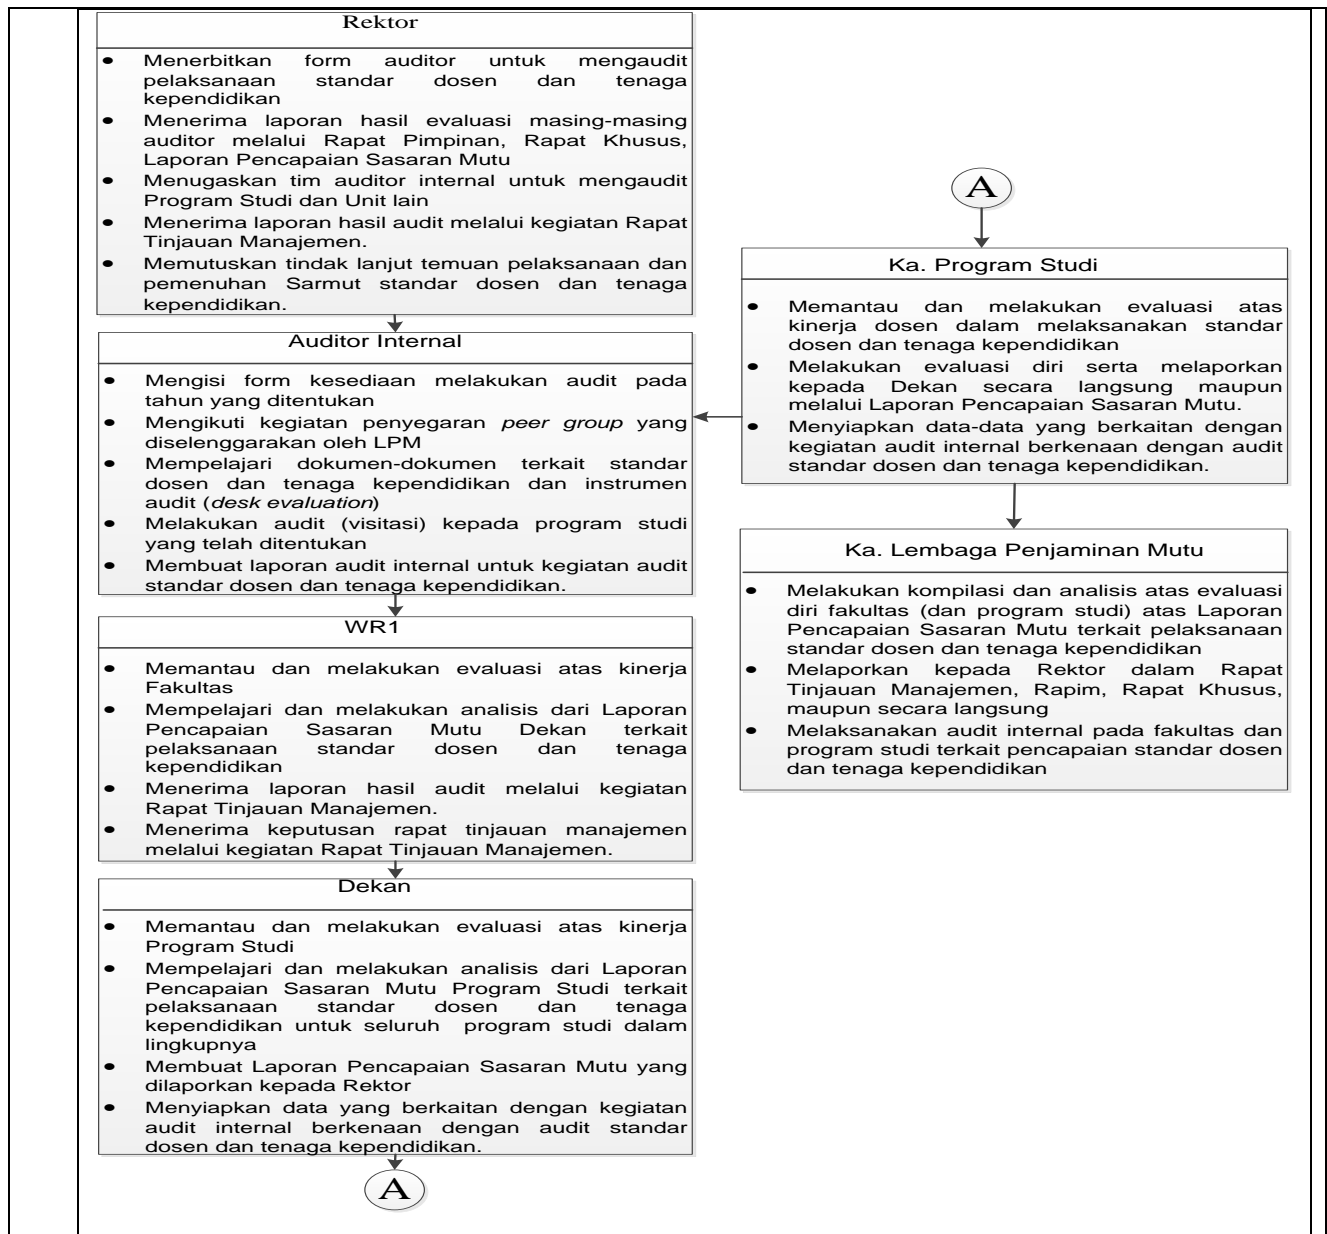 Rektor
● Menerbitkan form auditor untuk mengaudit
pelaksanaan standar dosen dan tenaga
kependidikan
● Menerima laporan hasil evaluasi masing-masing
auditor melalui Rapat Pimpinan, Rapat Khusus,
Laporan Pencapaian Sasaran Mutu
● Menugaskan tim auditor internal untuk mengaudit
Program Studi dan Unit lain
● Menerima laporan hasil audit melalui kegiatan Rapat
Tinjauan Manajemen.
● Memutuskan tindak lanjut temuan pelaksanaan dan
pemenuhan Sarmut standar dosen dan tenaga
kependidikan.
Auditor Internal
● Mengisi form kesediaan melakukan audit pada
tahun yang ditentukan
● Mengikuti kegiatan penyegaran peer group yang
diselenggarakan oleh LPM
● Mempelajari dokumen-dokumen terkait standar
dosen dan tenaga kependidikan dan instrumen
audit (desk evaluation)
● Melakukan audit (visitasi) kepada program studi
yang telah ditentukan
● Membuat laporan audit internal untuk kegiatan audit
standar dosen dan tenaga kependidikan.
WR1
● Memantau dan melakukan evaluasi atas kinerja
Fakultas
● Mempelajari dan melakukan analisis dari Laporan
Pencapaian Sasaran Mutu Dekan terkait
pelaksanaan standar dosen dan tenaga
kependidikan
● Menerima laporan hasil audit melalui kegiatan
Rapat Tinjauan Manajemen.
● Menerima keputusan rapat tinjauan manajemen
melalui kegiatan Rapat Tinjauan Manajemen.
Dekan
● Memantau dan melakukan evaluasi atas kinerja
Program Studi
● Mempelajari dan melakukan analisis dari Laporan
Pencapaian Sasaran Mutu Program Studi terkait
pelaksanaan standar dosen dan tenaga
kependidikan untuk seluruh program studi dalam
lingkupnya
● Membuat Laporan Pencapaian Sasaran Mutu yang
dilaporkan kepada Rektor
● Menyiapkan data yang berkaitan dengan kegiatan
audit internal berkenaan dengan audit standar
dosen dan tenaga kependidikan.
A
A
Ka. Program Studi
● Memantau dan melakukan evaluasi atas
kinerja dosen dalam melaksanakan standar
dosen dan tenaga kependidikan
● Melakukan evaluasi diri serta melaporkan
kepada Dekan secara langsung maupun
melalui Laporan Pencapaian Sasaran Mutu.
● Menyiapkan data-data yang berkaitan dengan
kegiatan audit internal berkenaan dengan audit
standar dosen dan tenaga kependidikan.
Ka. Lembaga Penjaminan Mutu
● Melakukan kompilasi dan analisis atas evaluasi
diri fakultas (dan program studi) atas Laporan
Pencapaian Sasaran Mutu terkait pelaksanaan
standar dosen dan tenaga kependidikan
● Melaporkan kepada Rektor dalam Rapat
Tinjauan Manajemen, Rapim, Rapat Khusus,
maupun secara langsung
● Melaksanakan audit internal pada fakultas dan
program studi terkait pencapaian standar dosen
dan tenaga kependidikan